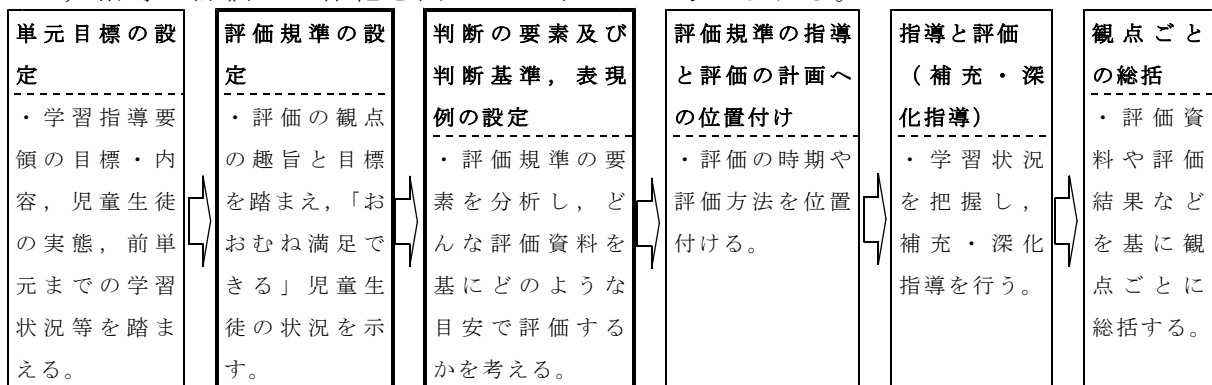 単元目標の設
定
・学習指導要
領の目標・内
容，児童生徒
の実態，前単
元までの学習
状況等を踏ま
える。
評価規準の設
定
・評価の観点
の趣旨と目標
を踏まえ，「お
おむね満足で
きる」児童生
徒の状況を示
す。
判断の要素及び
判断基準，表現
例の設定
・評価規準の要
素を分析し，ど
んな評価資料を
基にどのような
目安で評価する
かを考える。
評価規準の指導
と評価の計画へ
の位置付け
・評価の時期や
評価方法を位置
付ける。
指導と評価
（補充・深
化指導）
・学習状況
を把握し，
補充・深化
指導を行う。
観点ごと
の総括
・評価資
料や評価
結果など
を基に観
点ごとに
総括する。